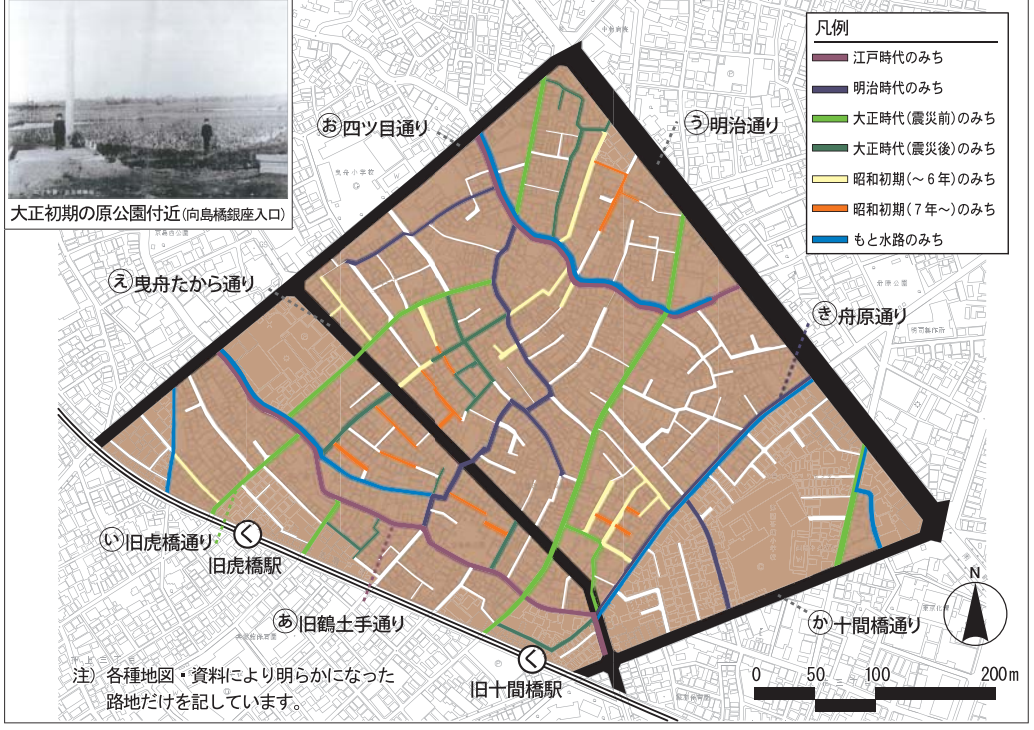 大正初期の原公園付近(向島橘銀座入口)
凡例
江戸時代のみち
明治時代のみち
大正時代(震災前)のみち
大正時代(震災後)のみち
昭和初期(～6年)のみち
昭和初期(7年～)のみち
もと水路のみち
お四ツ目通り
う明治通り
曳舟小学校
え曳舟たから通り
き舟原通り
い旧虎橋通り
く
旧虎橋駅
あ旧鶴土手通り
く
旧十間橋駅
か十間橋通り
N
0 50 100 200m
注）各種地図・資料により明らかになった
路地だけを記しています。